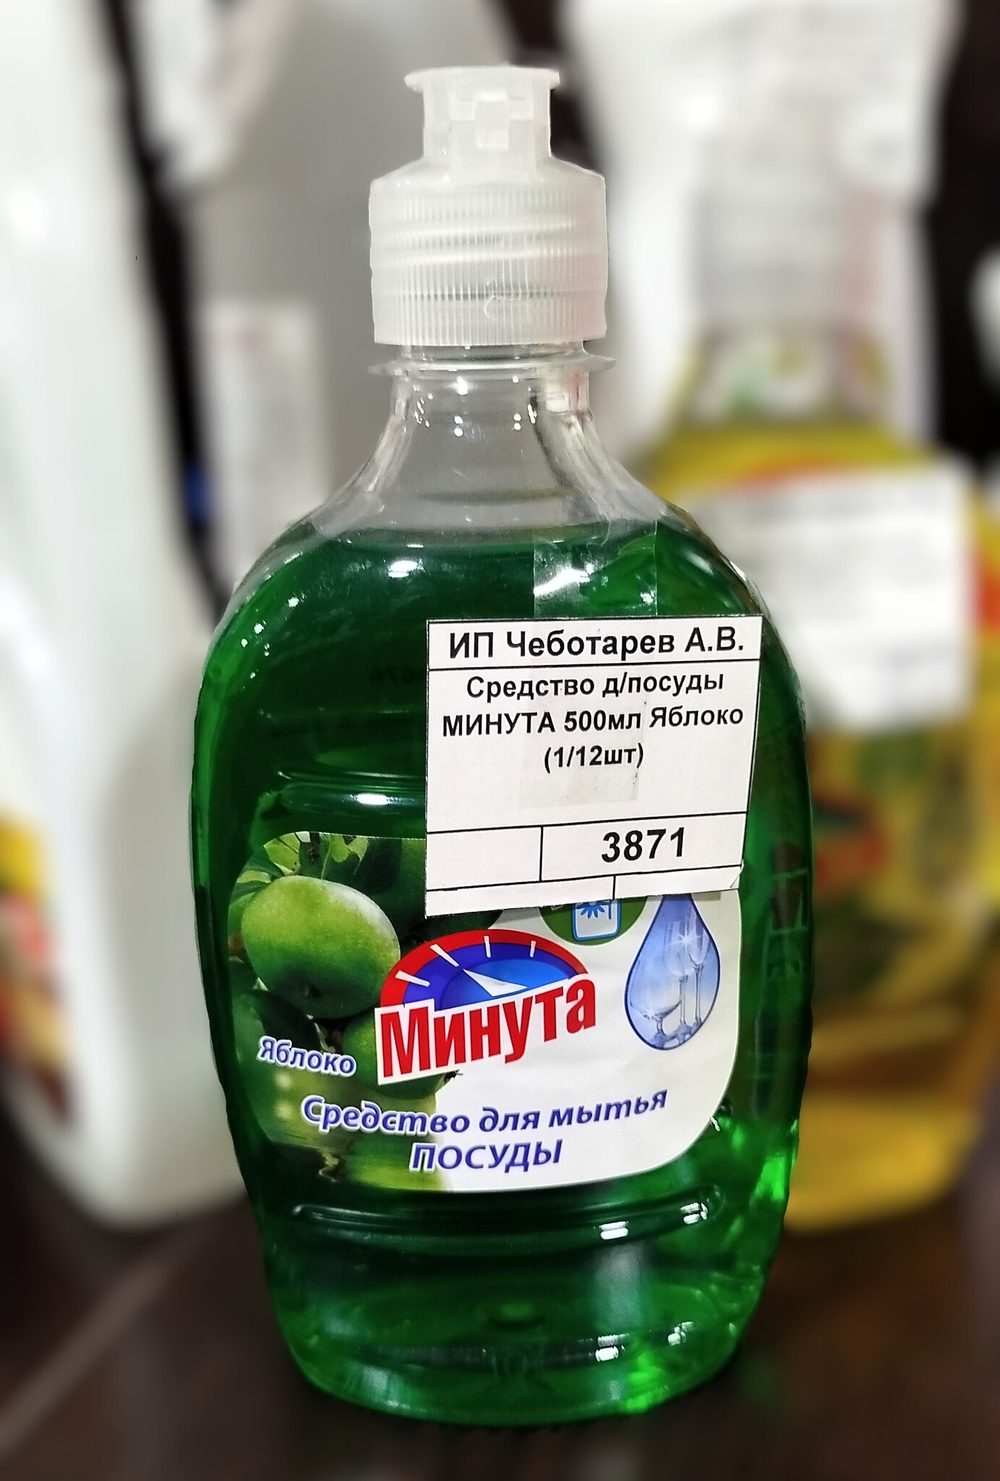 ИП Чеботарев А.В.
Средство д/посуды
МИНУТА 500мл Яблоко
(1/12шт)
3871
Минута
Яблоко
Средство для мытья
ПОСУДЫ